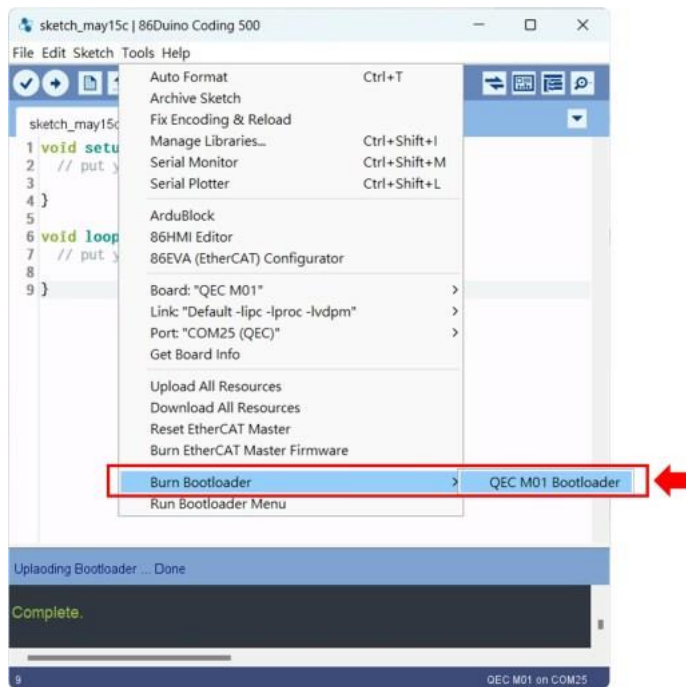 sketch_may15c | 86Duino Coding 500
File Edit Sketch Tools Help
sketch_may15c
Auto Format Ctrl+T
Archive Sketch
Fix Encoding & Reload
Manage Libraries... Ctrl+Shift+I
Serial Monitor Ctrl+Shift+M
Serial Plotter Ctrl+Shift+L
ArduBlock
86HMI Editor
86EVA (EtherCAT) Configurator
Board: "QEC M01" >
Link: "Default -lipc -lproc -lvdpm" >
Port: "COM25 (QEC)" >
Get Board Info
Upload All Resources
Download All Resources
Reset EtherCAT Master
Burn EtherCAT Master Firmware
Burn Bootloader > QEC M01 Bootloader
Run Bootloader Menu
1 void setu
2 // put y
3
4 }
5
6 void loop
7 // put y
8
9 }
Uplaoding Bootloader ... Done
Complete.
9 QEC M01 on COM25